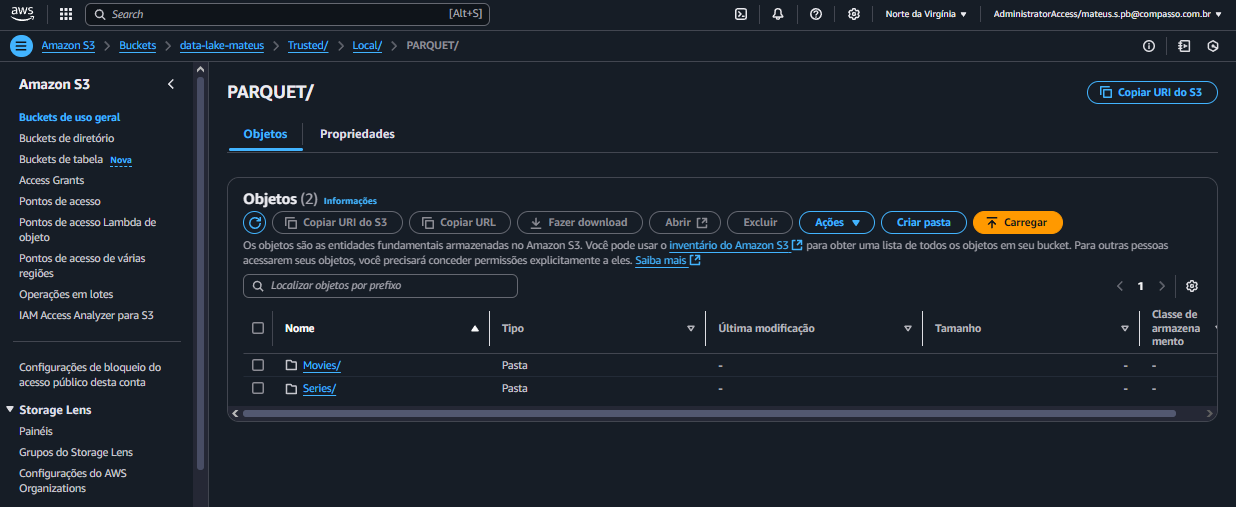 aws
Search [Alt+S]
Norte da Virgínia
AdministratorAccess/mateus.s.pb@compasso.com.br
Amazon S3 > Buckets > data-lake-mateus > Trusted/ > Local/ > PARQUET/
Amazon S3
Buckets de uso geral
Buckets de diretório
Buckets de tabela Nova
Access Grants
Pontos de acesso
Pontos de acesso Lambda de
objeto
Pontos de acesso de várias
regiões
Operações em lotes
IAM Access Analyzer para S3
Configurações de bloqueio do
acesso público desta conta
Storage Lens
Painéis
Grupos do Storage Lens
Configurações do AWS
Organizations
PARQUET/
Copiar URI do S3
Objetos Propriedades
Objetos (2) Informações
Copiar URI do S3 Copiar URL Fazer download Abrir Excluir Ações Criar pasta Carregar
Os objetos são as entidades fundamentais armazenadas no Amazon S3. Você pode usar o inventário do Amazon S3 para obter uma lista de todos os objetos em seu bucket. Para outras pessoas
acessarem seus objetos, você precisará conceder permissões explicitamente a eles. Saiba mais
Localizar objetos por prefixo
1
Nome Tipo Última modificação Tamanho Classe de
armazena
mento
Movies/ Pasta - - -
Series/ Pasta - - -